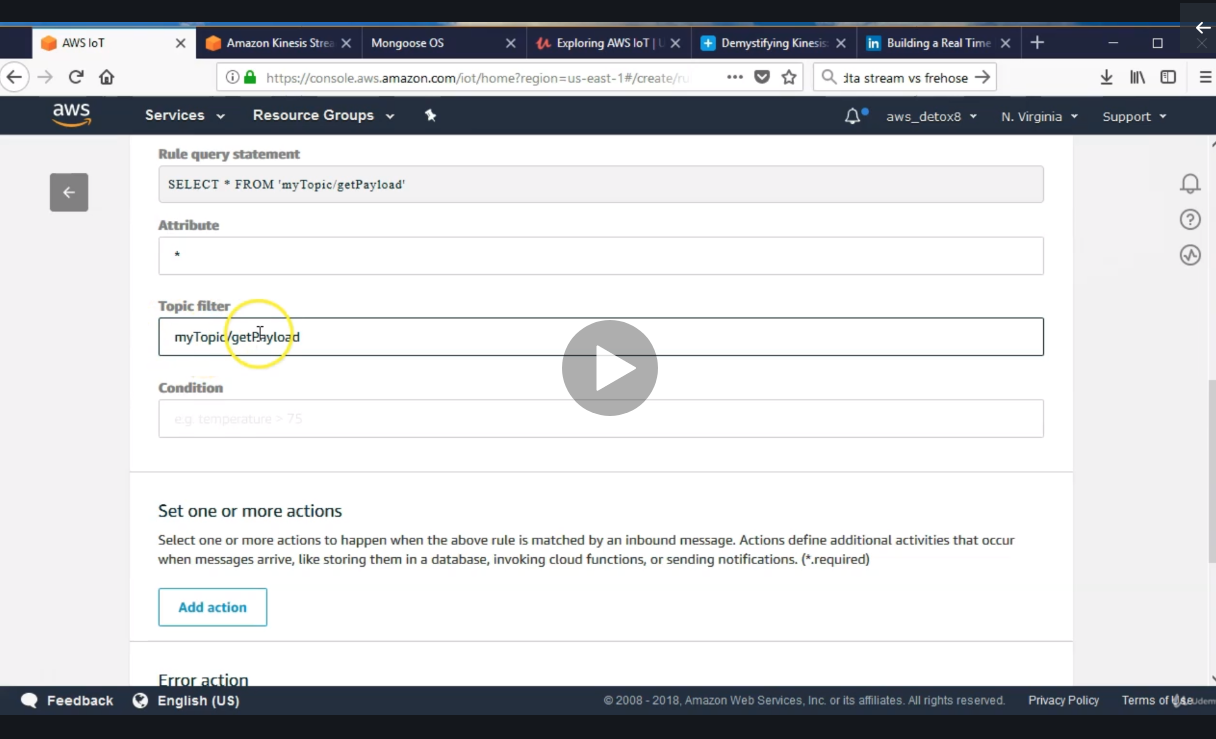 AWS IoT
Amazon Kinesis Strea
Mongoose OS
Exploring AWS IoT | U
Demystifying Kinesis
in Building a Real Time
https://console.aws.amazon.com/iot/home?region=us-east-1#/create/ru
data stream vs frehose
aws
Services
Resource Groups
aws_detox8
N. Virginia
Support
Rule query statement
SELECT * FROM 'myTopic/getPayload'
Attribute
*
Topic filter
myTopic/getPayload
Condition
e.g. temperature > 75
Set one or more actions
Select one or more actions to happen when the above rule is matched by an inbound message. Actions define additional activities that occur
when messages arrive, like storing them in a database, invoking cloud functions, or sending notifications. (*.required)
Add action
Error action
Feedback
English (US)
© 2008 - 2018, Amazon Web Services, Inc. or its affiliates. All rights reserved.
Privacy Policy
Terms of Use